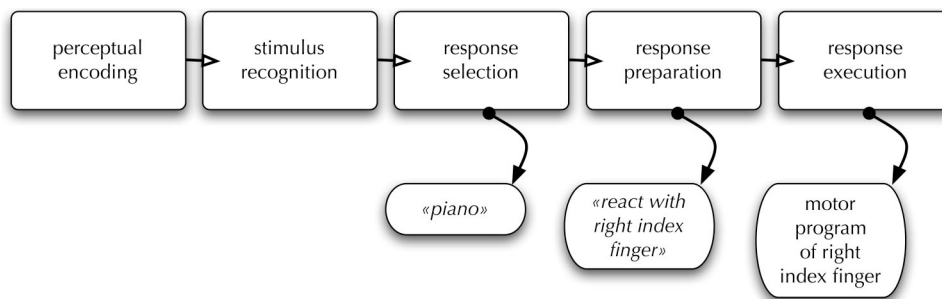 perceptual
encoding
stimulus
recognition
response
selection
response
preparation
response
execution
«piano»
«react with
right index
finger»
motor
program
of right
index finger